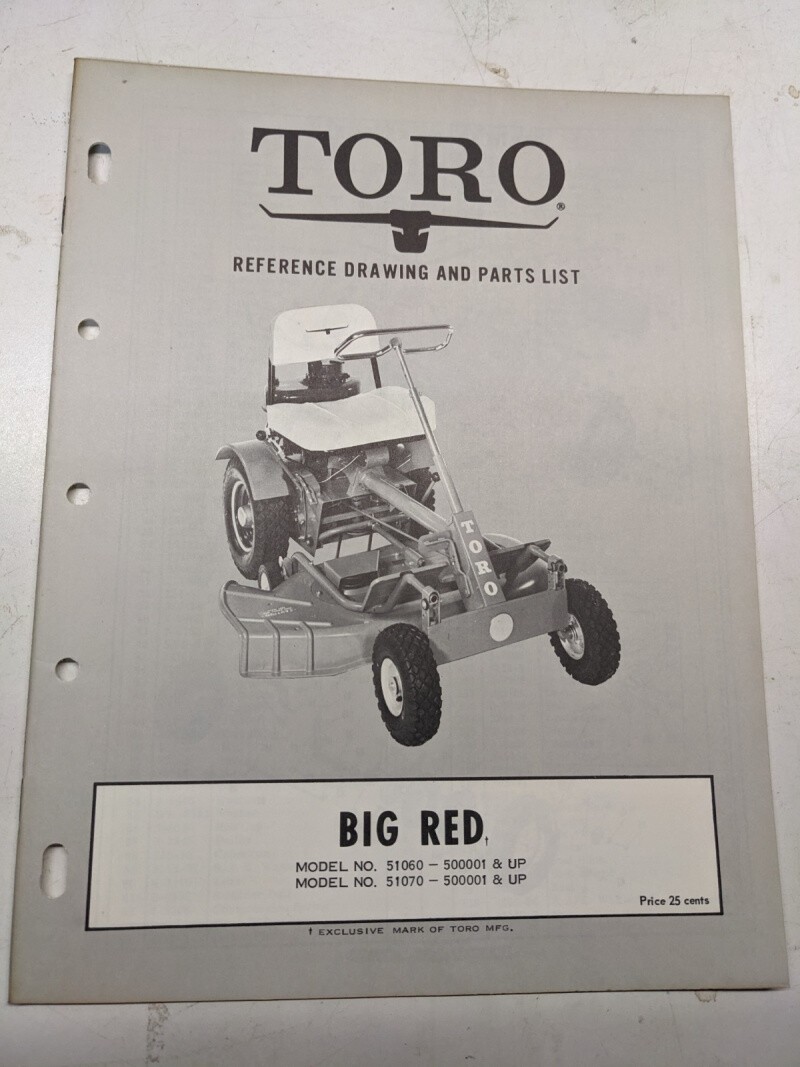 TORO®
REFERENCE DRAWING AND PARTS LIST
TORO
BIG RED†
MODEL NO. 51060 – 500001 & UP
MODEL NO. 51070 – 500001 & UP
Price 25 cents
† EXCLUSIVE MARK OF TORO MFG.